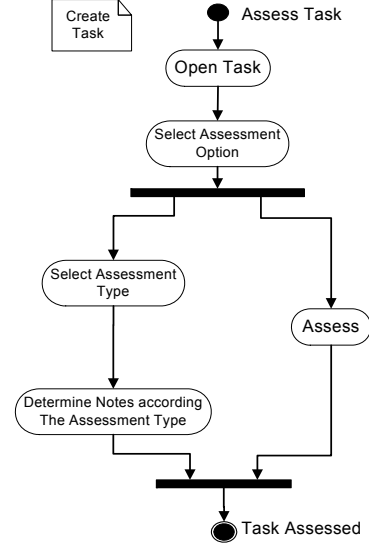 Create
Task
Assess Task
Open Task
Select Assessment
Option
Select Assessment
Type
Assess
Determine Notes according
The Assessment Type
Task Assessed